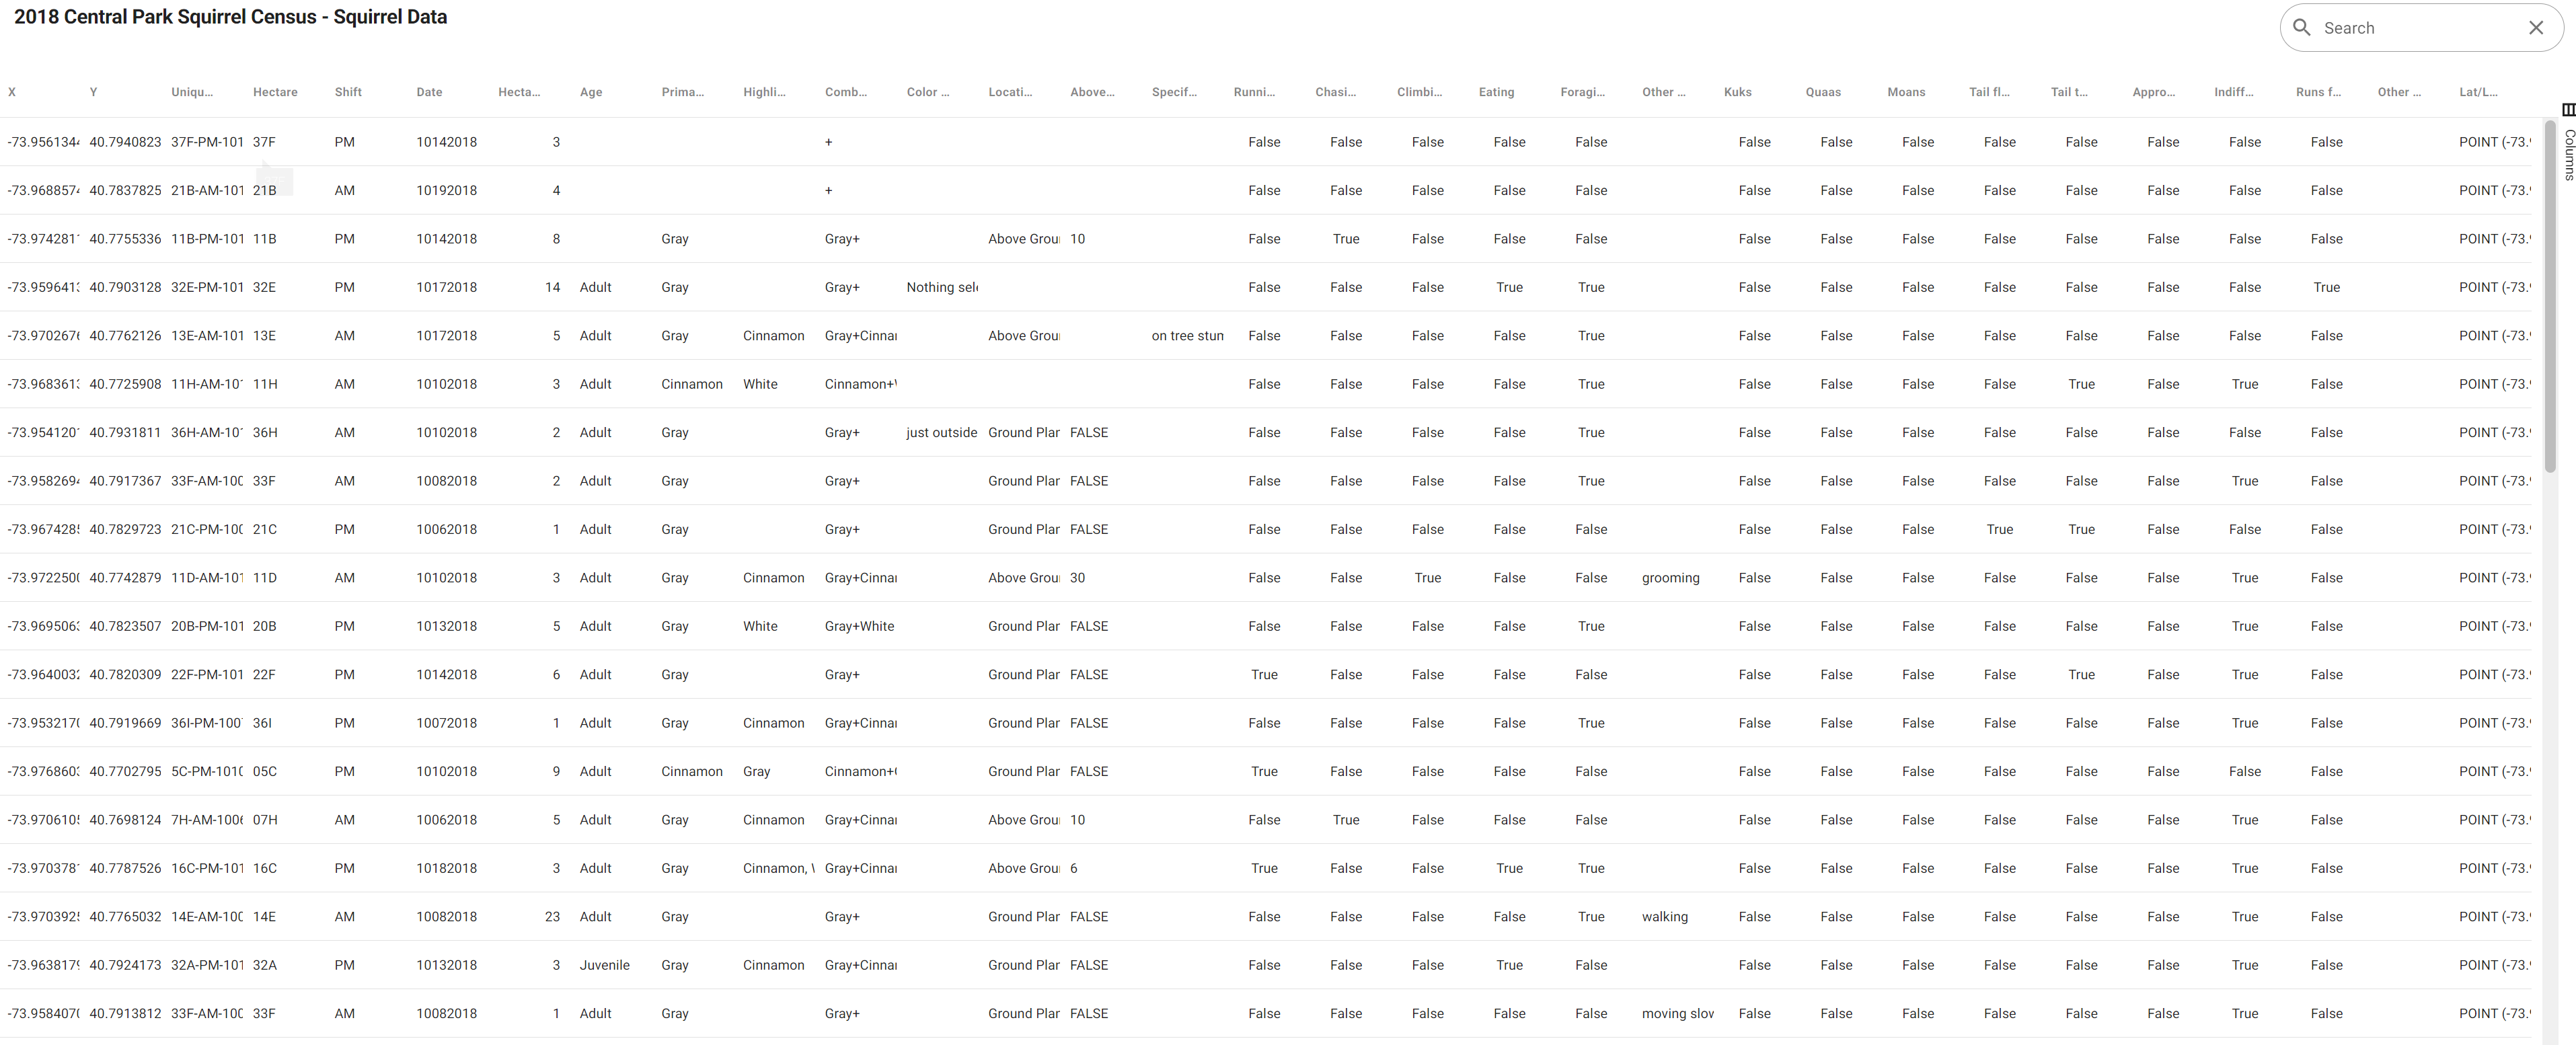 2018 Central Park Squirrel Census - Squirrel Data
Search
X Y Uniqu... Hectare Shift Date Hecta... Age Prima... Highli... Comb... Color ... Locati... Above... Specif... Runni... Chasi... Climbi... Eating Foragi... Other ... Kuks Quaas Moans Tail fl... Tail t... Appro... Indiff... Runs f... Other ... Lat/L...
Columns
-73.956134 40.7940823 37F-PM-101 37F PM 10142018 3 + False False False False False False False False False False False False False POINT (-73.
-73.968857 40.7837825 21B-AM-101 21B AM 10192018 4 + False False False False False False False False False False False False False POINT (-73.
-73.974281 40.7755336 11B-PM-101 11B PM 10142018 8 Gray Gray+ Above Grou 10 False True False False False False False False False False False False False POINT (-73.
-73.959641 40.7903128 32E-PM-101 32E PM 10172018 14 Adult Gray Gray+ Nothing sel False False False True True False False False False False False False True POINT (-73.
-73.970267 40.7762126 13E-AM-101 13E AM 10172018 5 Adult Gray Cinnamon Gray+Cinna Above Grou on tree stun False False False False True False False False False False False False False POINT (-73.
-73.968361 40.7725908 11H-AM-10 11H AM 10102018 3 Adult Cinnamon White Cinnamon+ False False False False True False False False False True False True False POINT (-73.
-73.954120 40.7931811 36H-AM-10 36H AM 10102018 2 Adult Gray Gray+ just outside Ground Plar FALSE False False False False True False False False False False False False False POINT (-73.
-73.958269 40.7917367 33F-AM-100 33F AM 10082018 2 Adult Gray Gray+ Ground Plar FALSE False False False False True False False False False False False True False POINT (-73.
-73.967428 40.7829723 21C-PM-100 21C PM 10062018 1 Adult Gray Gray+ Ground Plar FALSE False False False False False False False False True True False False False POINT (-73.
-73.972250 40.7742879 11D-AM-101 11D AM 10102018 3 Adult Gray Cinnamon Gray+Cinna Above Grou 30 False False True False False grooming False False False False False False True False POINT (-73.
-73.969506 40.7823507 20B-PM-101 20B PM 10132018 5 Adult Gray White Gray+White Ground Plar FALSE False False False False True False False False False False False True False POINT (-73.
-73.964003 40.7820309 22F-PM-101 22F PM 10142018 6 Adult Gray Gray+ Ground Plar FALSE True False False False False False False False False True False True False POINT (-73.
-73.953217 40.7919669 36I-PM-100 36I PM 10072018 1 Adult Gray Cinnamon Gray+Cinna Ground Plar FALSE False False False False True False False False False False False True False POINT (-73.
-73.976860 40.7702795 5C-PM-1010 05C PM 10102018 9 Adult Cinnamon Gray Cinnamon+ Ground Plar FALSE True False False False False False False False False False False False False POINT (-73.
-73.970610 40.7698124 7H-AM-1006 07H AM 10062018 5 Adult Gray Cinnamon Gray+Cinna Above Grou 10 False True False False False False False False False False False True False POINT (-73.
-73.970378 40.7787526 16C-PM-101 16C PM 10182018 3 Adult Gray Cinnamon, Gray+Cinna Above Grou 6 True False False True True False False False False False False True False POINT (-73.
-73.970392 40.7765032 14E-AM-100 14E AM 10082018 23 Adult Gray Gray+ Ground Plar FALSE False False False False True walking False False False False False False True False POINT (-73.
-73.963817 40.7924173 32A-PM-101 32A PM 10132018 3 Juvenile Gray Cinnamon Gray+Cinna Ground Plar FALSE False False False True False False False False False False False True False POINT (-73.
-73.958407 40.7913812 33F-AM-100 33F AM 10082018 1 Adult Gray Gray+ Ground Plar FALSE False False False False False moving slov False False False False False False True False POINT (-73.